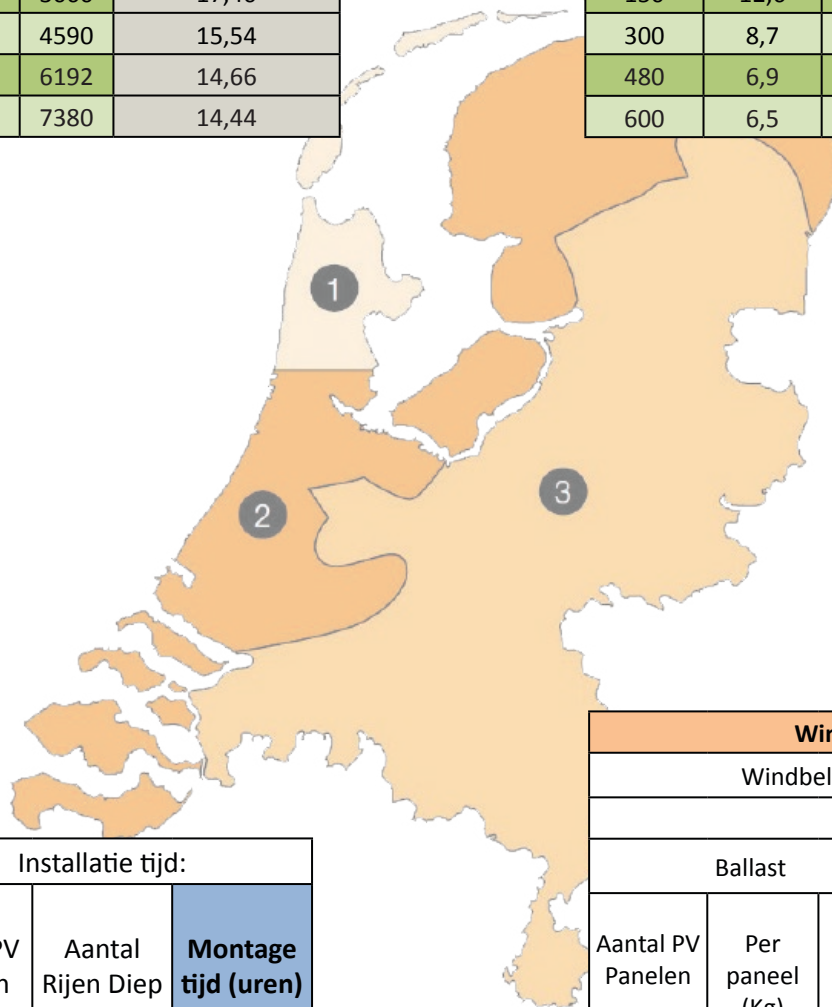 4590 15,54
6192 14,66
7380 14,44
300 8,7
480 6,9
600 6,5
1
2
3
Installatie tijd:
Aantal
Rijen Diep
Montage
tijd (uren)
Ballast
Aantal PV
Panelen
Per
paneel
(Kg)